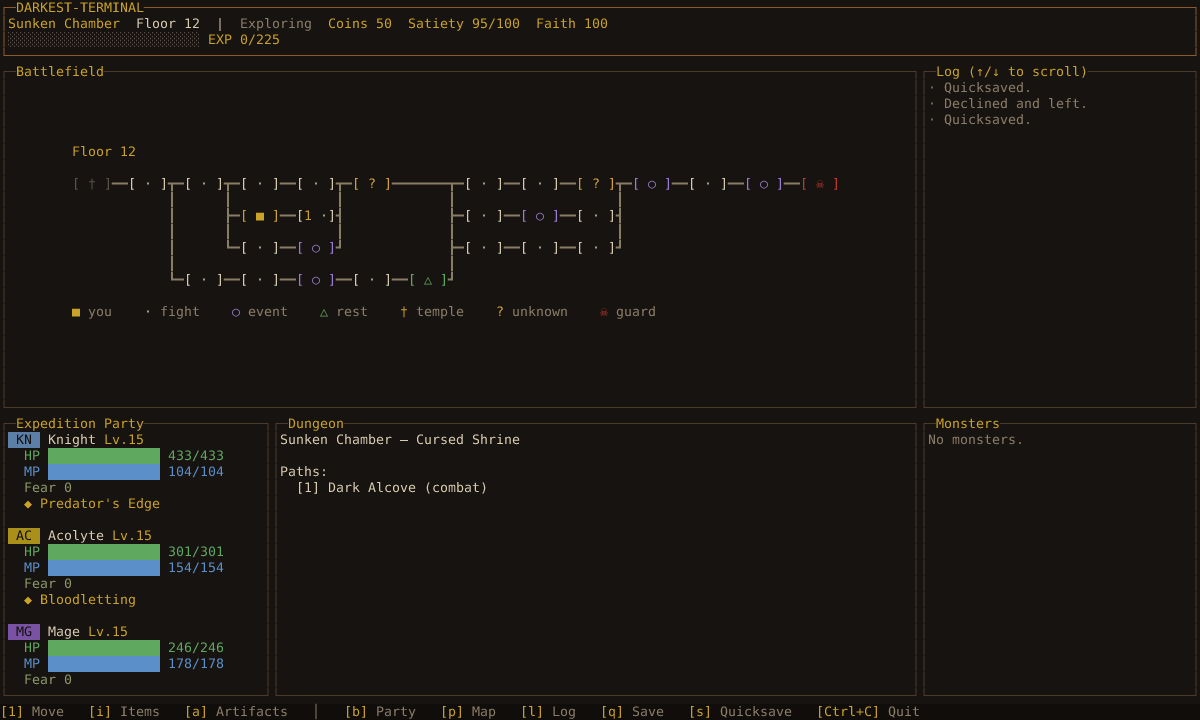 DARKEST-TERMINAL
Sunken Chamber  Floor 12  |  Exploring  Coins 50  Satiety 95/100  Faith 100
EXP 0/225
Battlefield
Floor 12
[ † ]──[ · ]┬─[ · ]┬─[ · ]──[ · ]┬─[ ? ]────────┬─[ · ]──[ · ]──[ ? ]┬─[ ○ ]──[ · ]──[ ○ ]──[ ☠ ]
├─[ ■ ]──[1 ·]┤ ├─[ · ]──[ ○ ]──[ · ]┤
└─[ · ]──[ ○ ]┘ ├─[ · ]──[ · ]──[ · ]┘
└─[ · ]──[ · ]──[ ○ ]──[ · ]──[ △ ]┘
■ you    · fight    ○ event    △ rest    † temple    ? unknown    ☠ guard
Log (↑/↓ to scroll)
· Quicksaved.
· Declined and left.
· Quicksaved.
Expedition Party
KN Knight Lv.15
HP 433/433
MP 104/104
Fear 0
◆ Predator's Edge
AC Acolyte Lv.15
HP 301/301
MP 154/154
Fear 0
◆ Bloodletting
MG Mage Lv.15
HP 246/246
MP 178/178
Fear 0
Dungeon
Sunken Chamber — Cursed Shrine
Paths:
[1] Dark Alcove (combat)
Monsters
No monsters.
[1] Move   [i] Items   [a] Artifacts   │   [b] Party   [p] Map   [l] Log   [q] Save   [s] Quicksave   [Ctrl+C] Quit